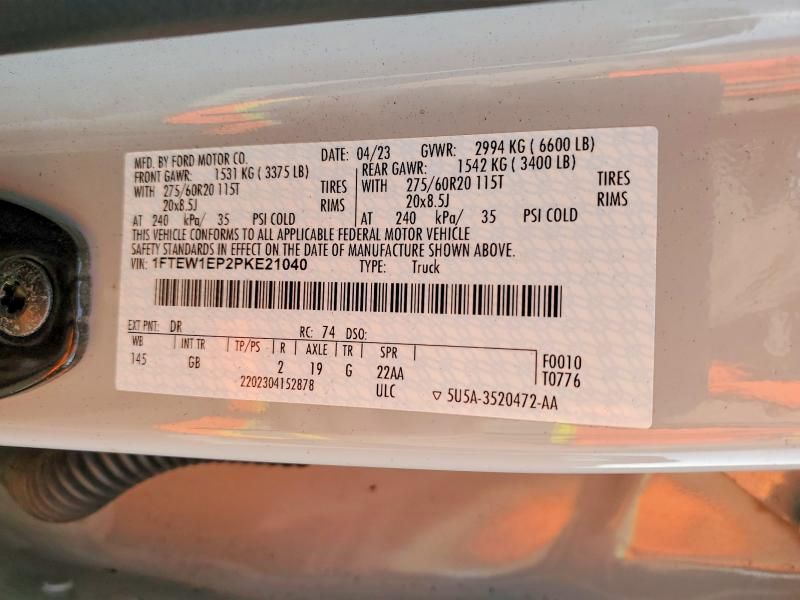 MFD. BY FORD MOTOR CO. DATE: 04/23 GVWR: 2994 KG ( 6600 LB)
FRONT GAWR: 1531 KG ( 3375 LB) REAR GAWR: 1542 KG ( 3400 LB)
WITH 275/60R20 115T TIRES WITH 275/60R20 115T TIRES
20x8.5J RIMS 20x8.5J RIMS
AT 240 kPa/ 35 PSI COLD AT 240 kPa/ 35 PSI COLD
THIS VEHICLE CONFORMS TO ALL APPLICABLE FEDERAL MOTOR VEHICLE
SAFETY STANDARDS IN EFFECT ON THE DATE OF MANUFACTURE SHOWN ABOVE.
VIN: 1FTEW1EP2PKE21040 TYPE: Truck
EXT PNT: DR RC: 74 DSO:
WB INT TR TP/PS R AXLE TR SPR F0010
145 GB 2 19 G 22AA T0776
2202304152878 ULC ▽ 5U5A-3520472-AA